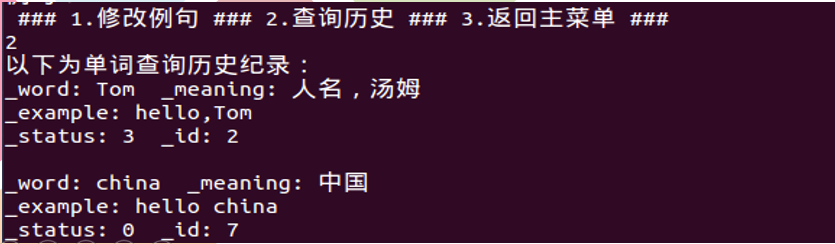 ### 1.修改例句 ### 2.查询历史 ### 3.返回主菜单 ###
2
以下为单词查询历史纪录：
_word: Tom  _meaning: 人名，汤姆
_example: hello,Tom
_status: 3  _id: 2
_word: china  _meaning: 中国
_example: hello china
_status: 0  _id: 7